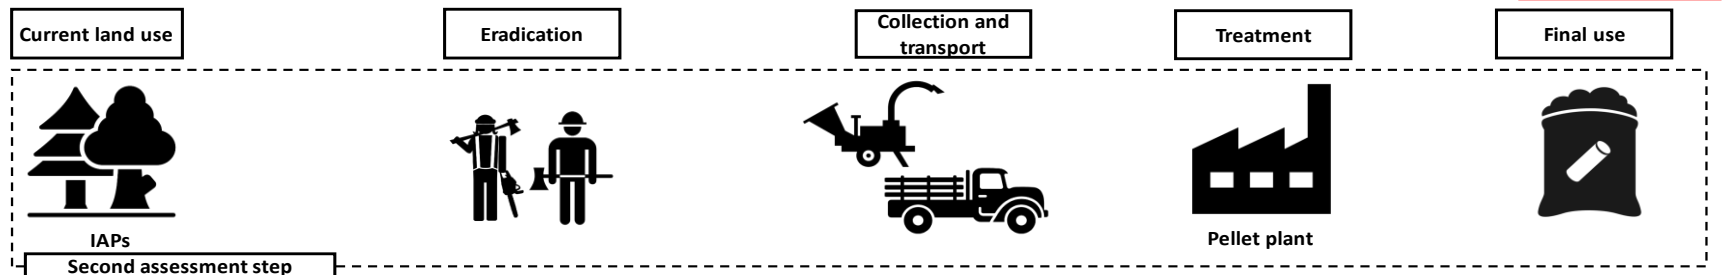 Current land use
Eradication
Collection and
transport
Treatment
Final use
IAPs
Pellet plant
Second assessment step